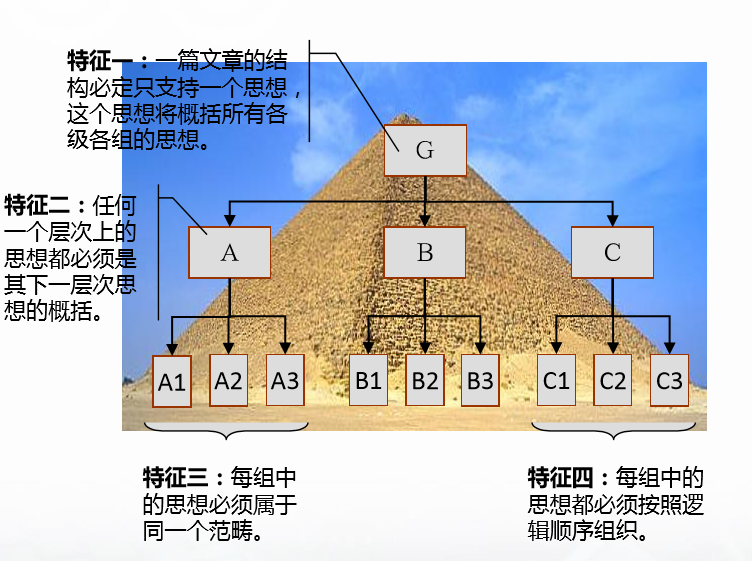 特征一：一篇文章的结
构必定只支持一个思想，
这个思想将概括所有各
级各组的思想。
G
特征二：任何
一个层次上的
思想都必须是
其下一层次思
想的概括。
A
B
C
A1
A2
A3
B1
B2
B3
C1
C2
C3
特征三：每组中
的思想必须属于
同一个范畴。
特征四：每组中的
思想都必须按照逻
辑顺序组织。